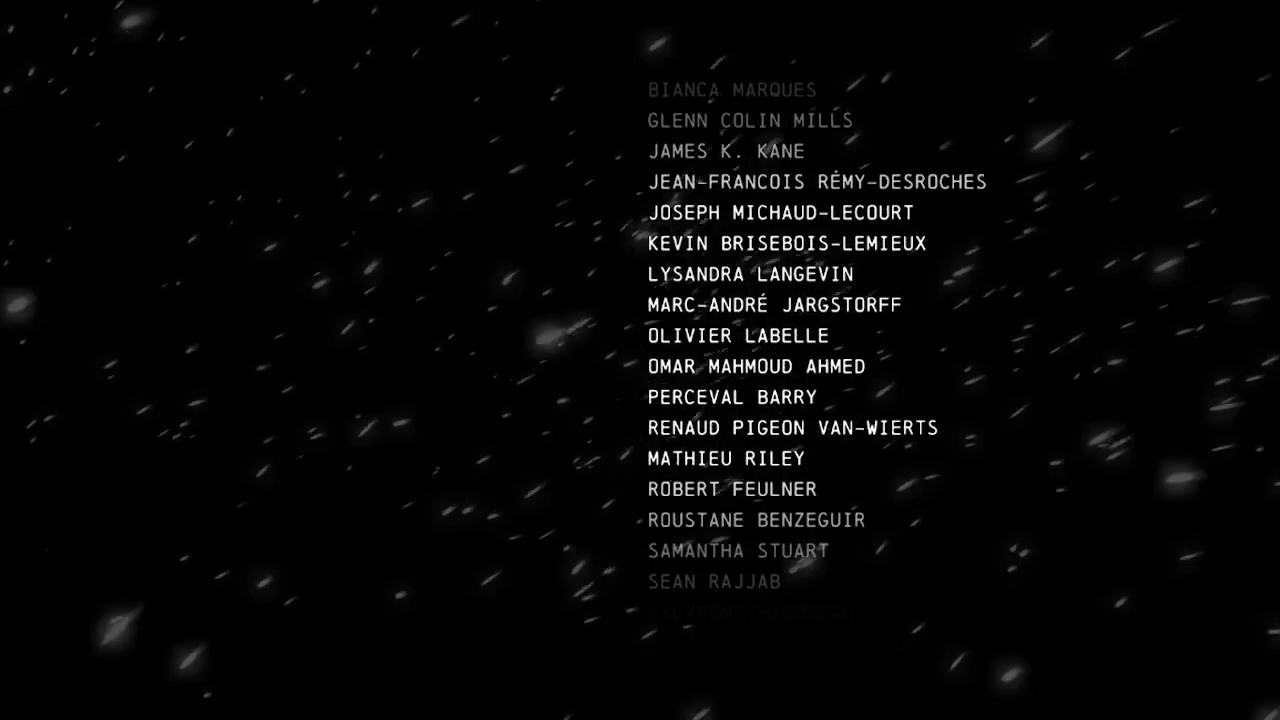 BIANCA MARQUES
GLENN COLIN MILLS
JAMES K. KANE
JEAN-FRANCOIS RÉMY-DESROCHES
JOSEPH MICHAUD-LECOURT
KEVIN BRISEBOIS-LEMIEUX
LYSANDRA LANGEVIN
MARC-ANDRÉ JARGSTORFF
OLIVIER LABELLE
OMAR MAHMOUD AHMED
PERCEVAL BARRY
RENAUD PIGEON VAN-WIERTS
MATHIEU RILEY
ROBERT FEULNER
ROUSTANE BENZEGUIR
SAMANTHA STUART
SEAN RAJJAB